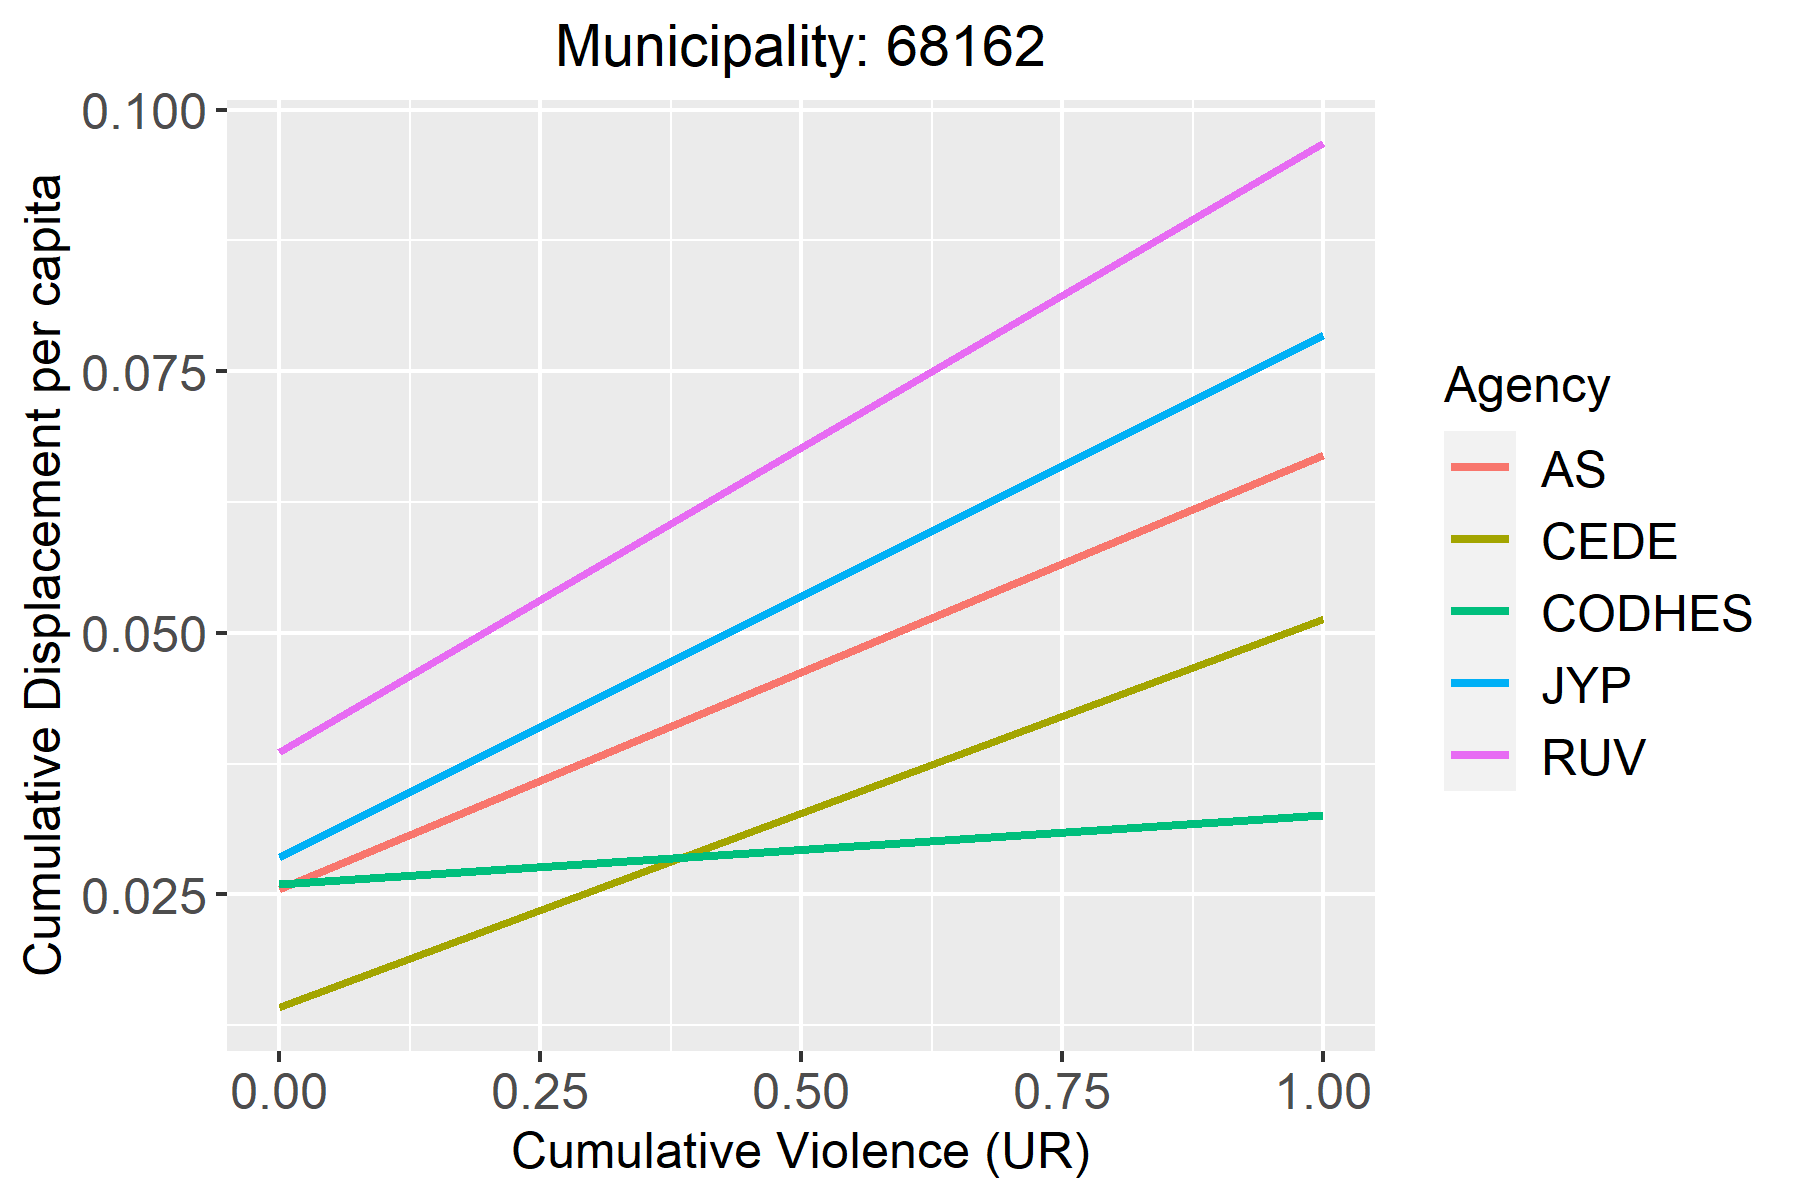 Municipality: 68162
Cumulative Displacement per capita
0.100
0.075
0.050
0.025
0.00 0.25 0.50 0.75 1.00
Cumulative Violence (UR)
Agency
AS
CEDE
CODHES
JYP
RUV